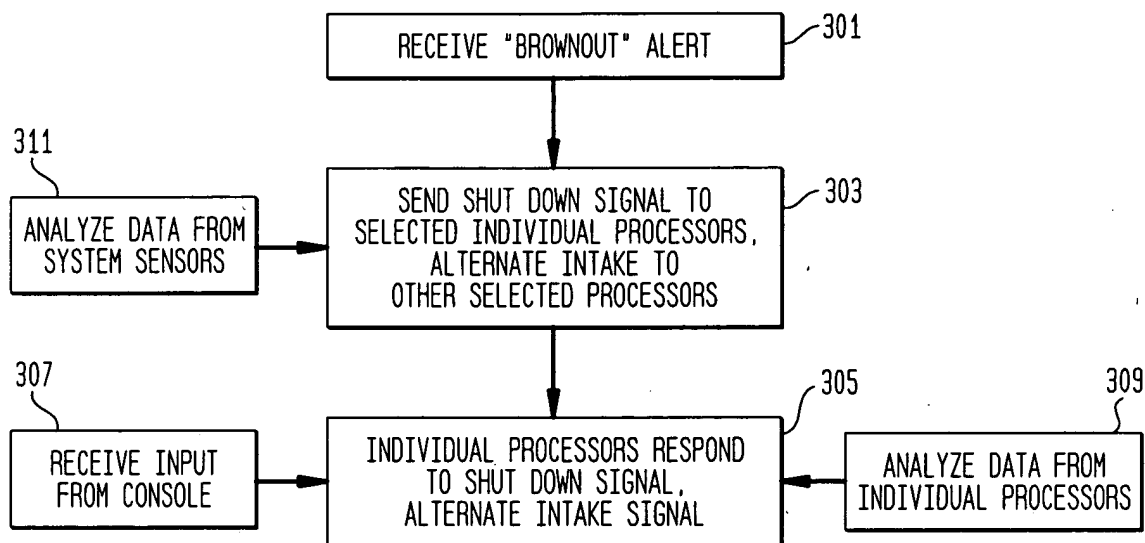 RECEIVE "BROWNOUT" ALERT
301
311
ANALYZE DATA FROM
SYSTEM SENSORS
SEND SHUT DOWN SIGNAL TO
SELECTED INDIVIDUAL PROCESSORS,
ALTERNATE INTAKE TO
OTHER SELECTED PROCESSORS
303
307
RECEIVE INPUT
FROM CONSOLE
INDIVIDUAL PROCESSORS RESPOND
TO SHUT DOWN SIGNAL,
ALTERNATE INTAKE SIGNAL
305
309
ANALYZE DATA FROM
INDIVIDUAL PROCESSORS